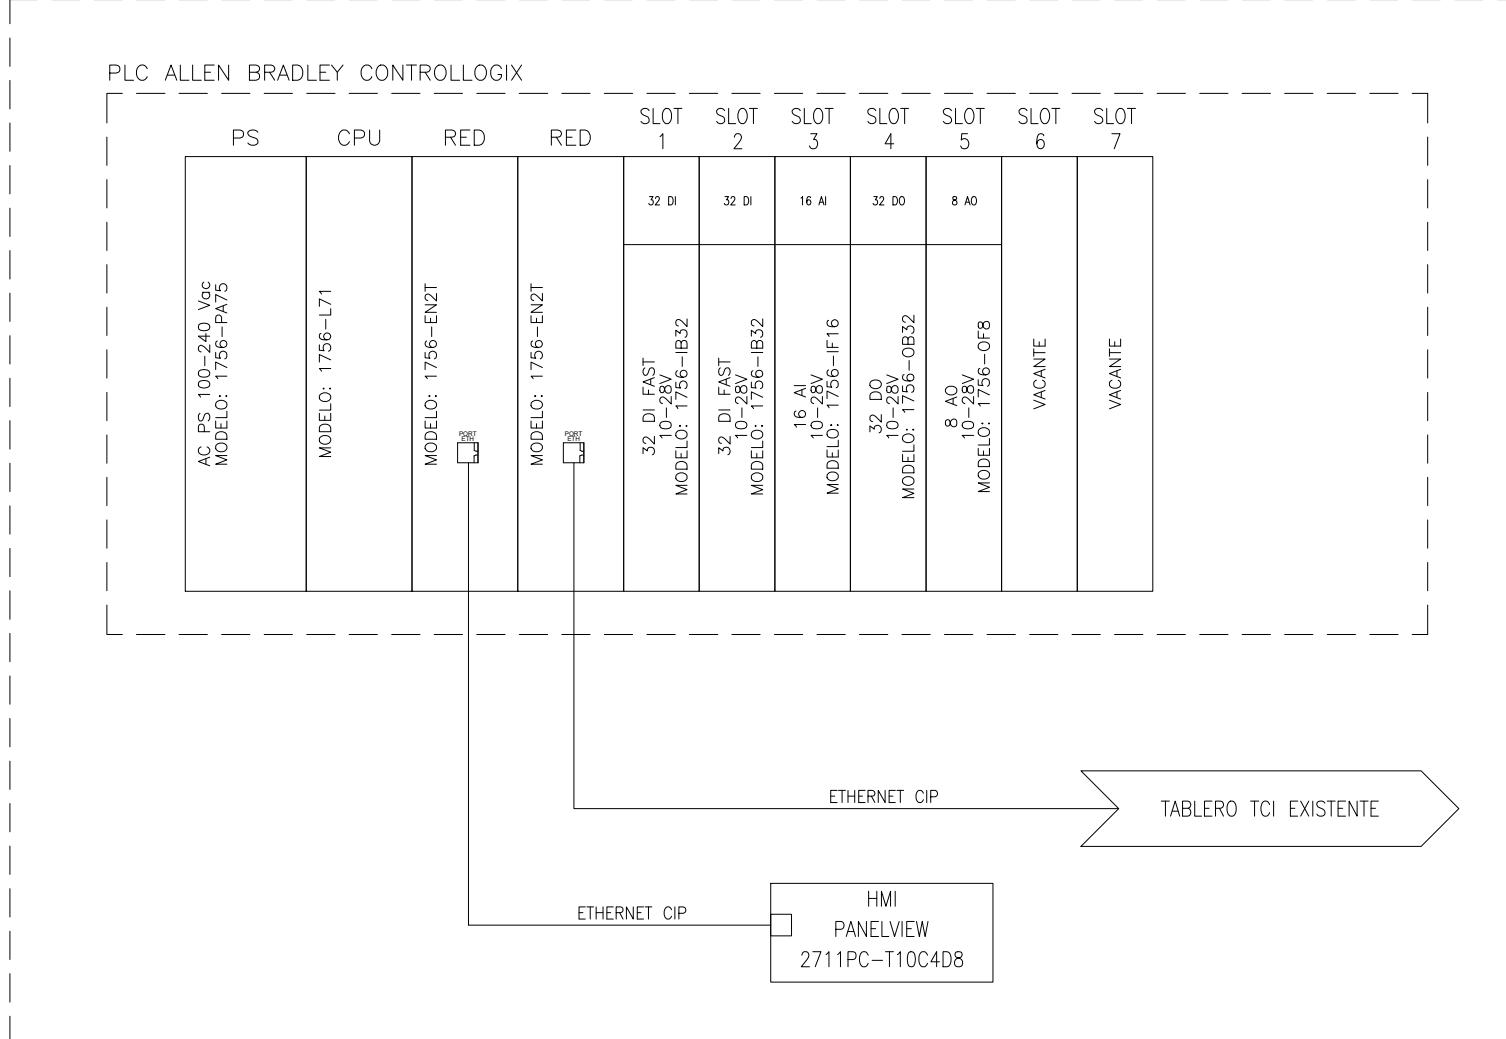 PLC ALLEN BRADLEY CONTROLLOGIX
PS
CPU
RED
RED
SLOT
1
SLOT
2
SLOT
3
SLOT
4
SLOT
5
SLOT
6
SLOT
7
32 DI
32 DI
16 AI
32 DO
8 AO
AC PS 100-240 Vac
MODELO: 1756-PA75
MODELO: 1756-L71
MODELO: 1756-EN2T
PORT
ETH
MODELO: 1756-EN2T
PORT
ETH
32 DI FAST
10-28V
MODELO: 1756-IB32
32 DI FAST
10-28V
MODELO: 1756-IB32
16 AI
10-28V
MODELO: 1756-IF16
32 DO
10-28V
MODELO: 1756-OB32
8 AO
10-28V
MODELO: 1756-OF8
VACANTE
VACANTE
ETHERNET CIP
TABLERO TCI EXISTENTE
ETHERNET CIP
HMI
PANELVIEW
2711PC-T10C4D8